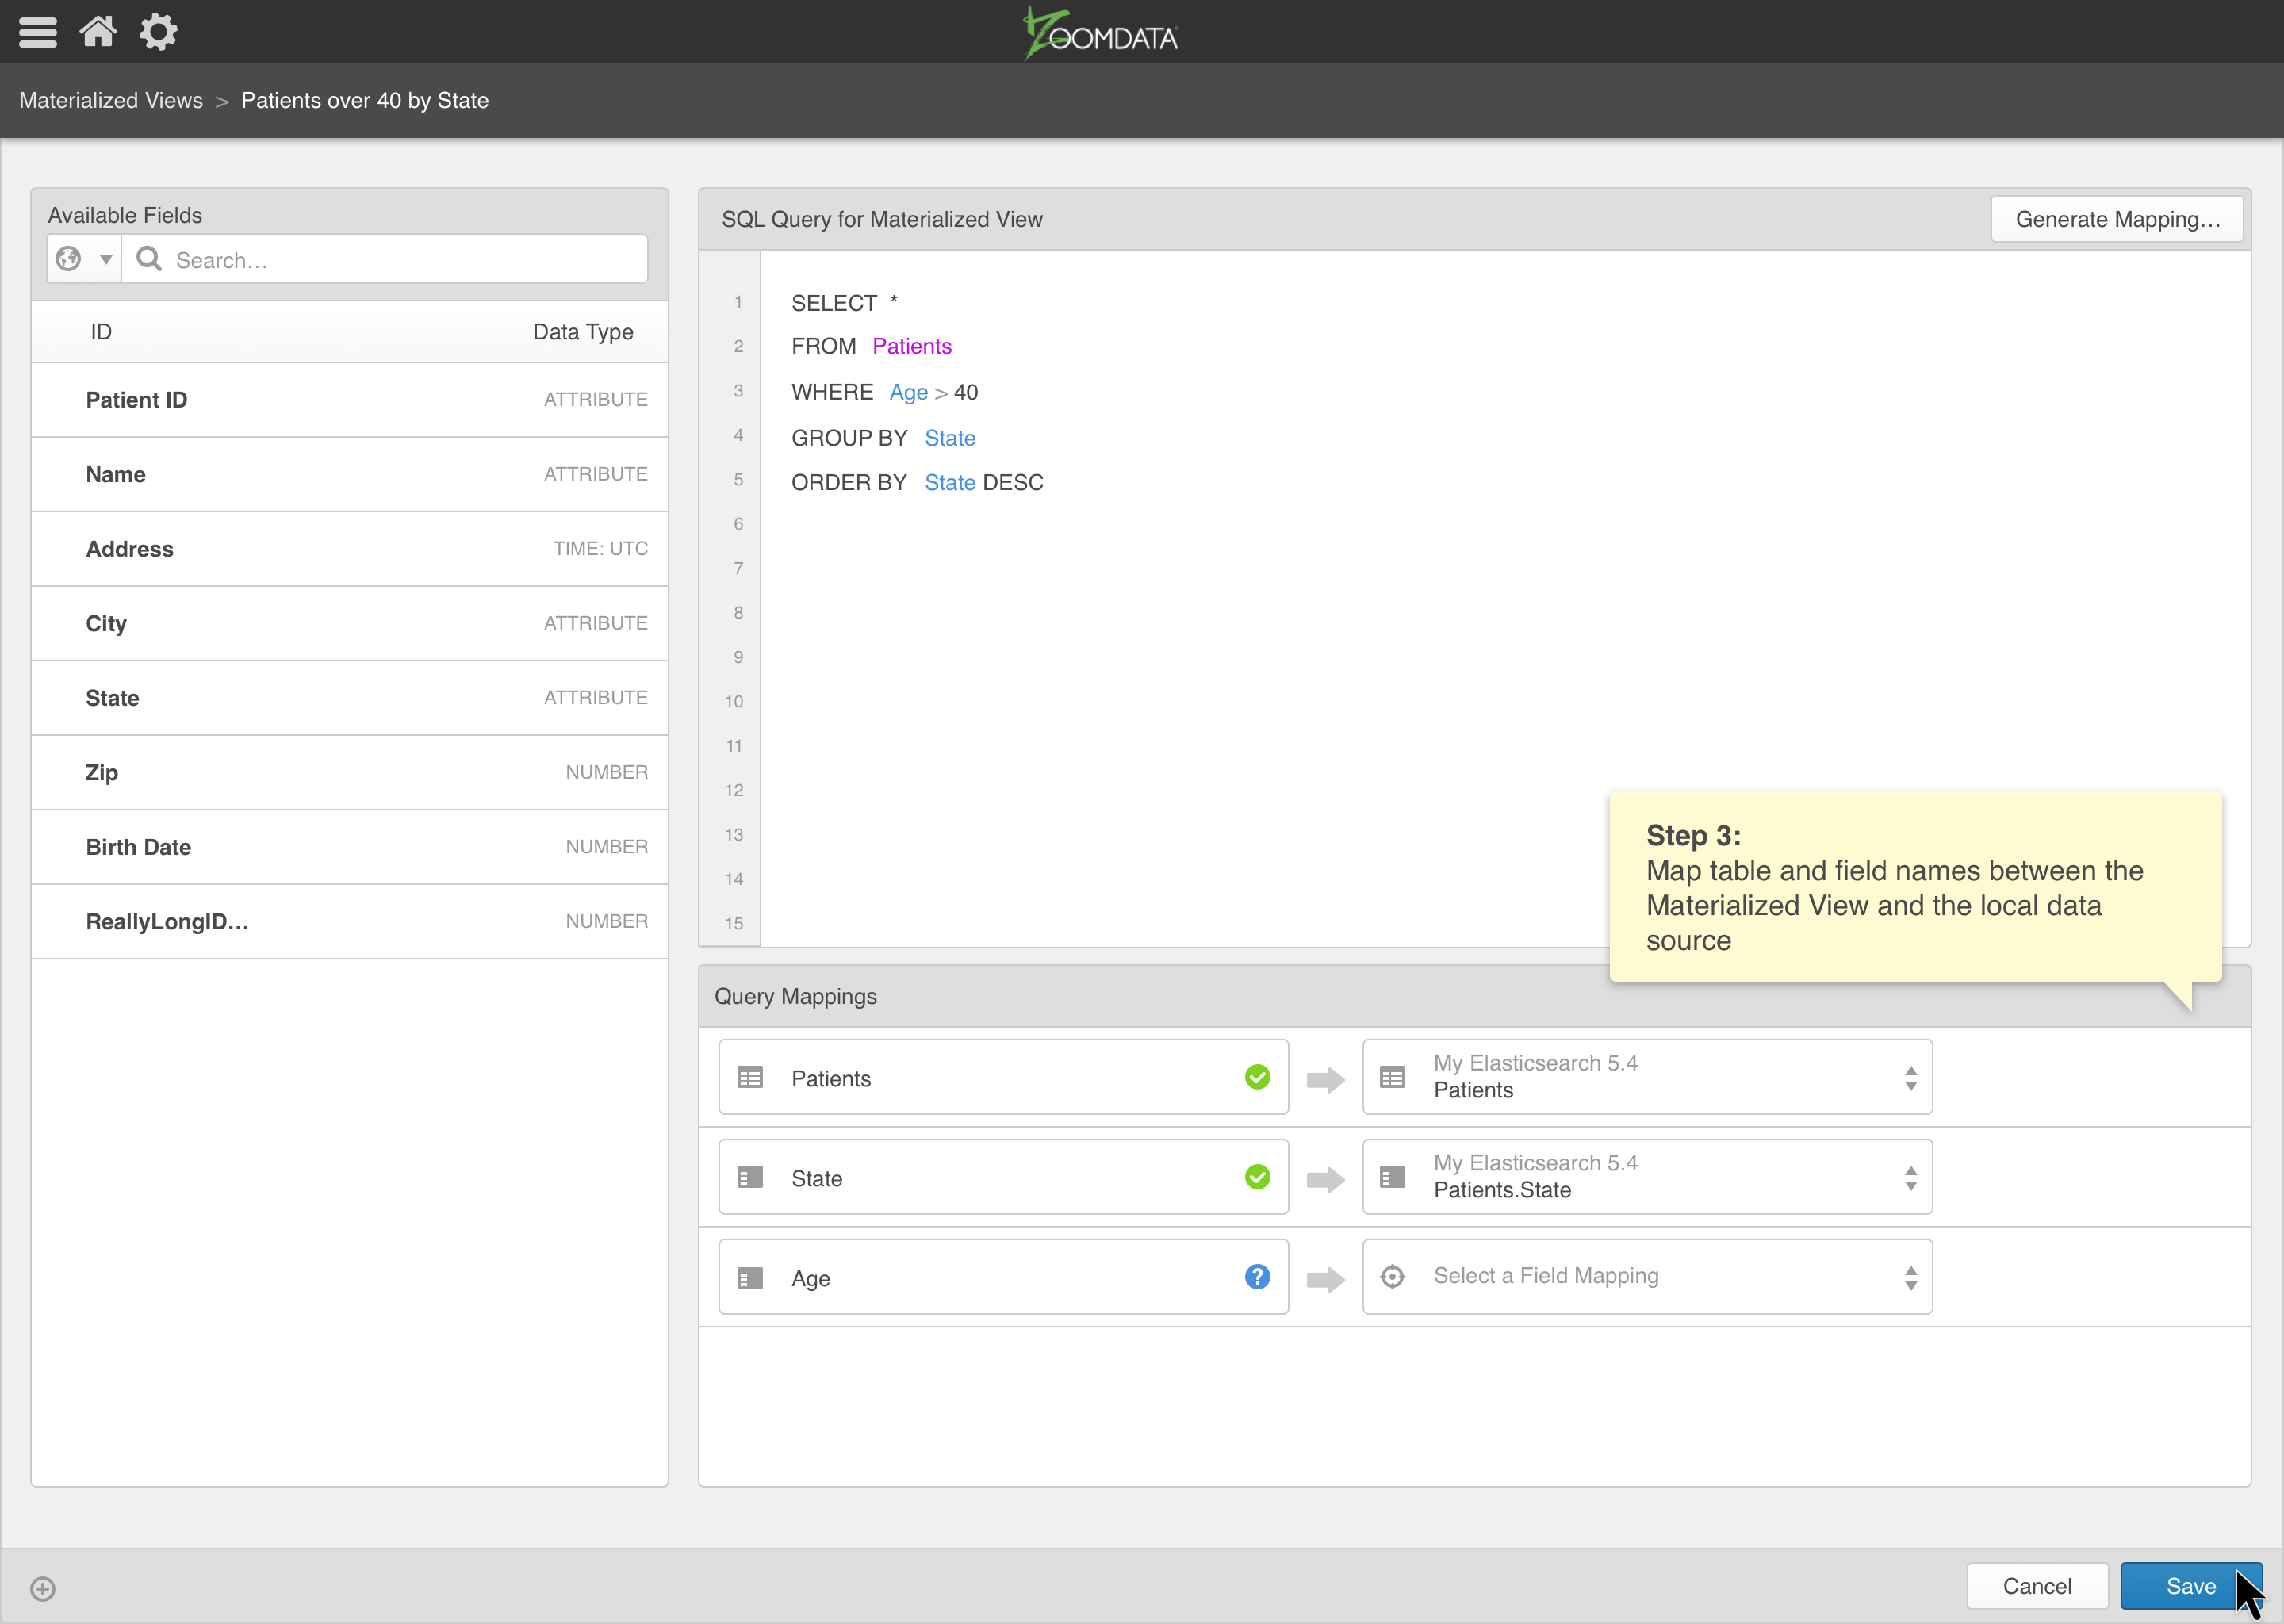 ZOOMDATA
Materialized Views > Patients over 40 by State
Available Fields
Search...
ID Data Type
Patient ID ATTRIBUTE
Name ATTRIBUTE
Address TIME: UTC
City ATTRIBUTE
State ATTRIBUTE
Zip NUMBER
Birth Date NUMBER
ReallyLongID... NUMBER
SQL Query for Materialized View Generate Mapping...
1 SELECT *
2 FROM Patients
3 WHERE Age > 40
4 GROUP BY State
5 ORDER BY State DESC
6
7
8
9
10
11
12
13
14
15
Step 3:
Map table and field names between the
Materialized View and the local data
source
Query Mappings
Patients
My Elasticsearch 5.4
Patients
State
My Elasticsearch 5.4
Patients.State
Age ? Select a Field Mapping
Cancel Save